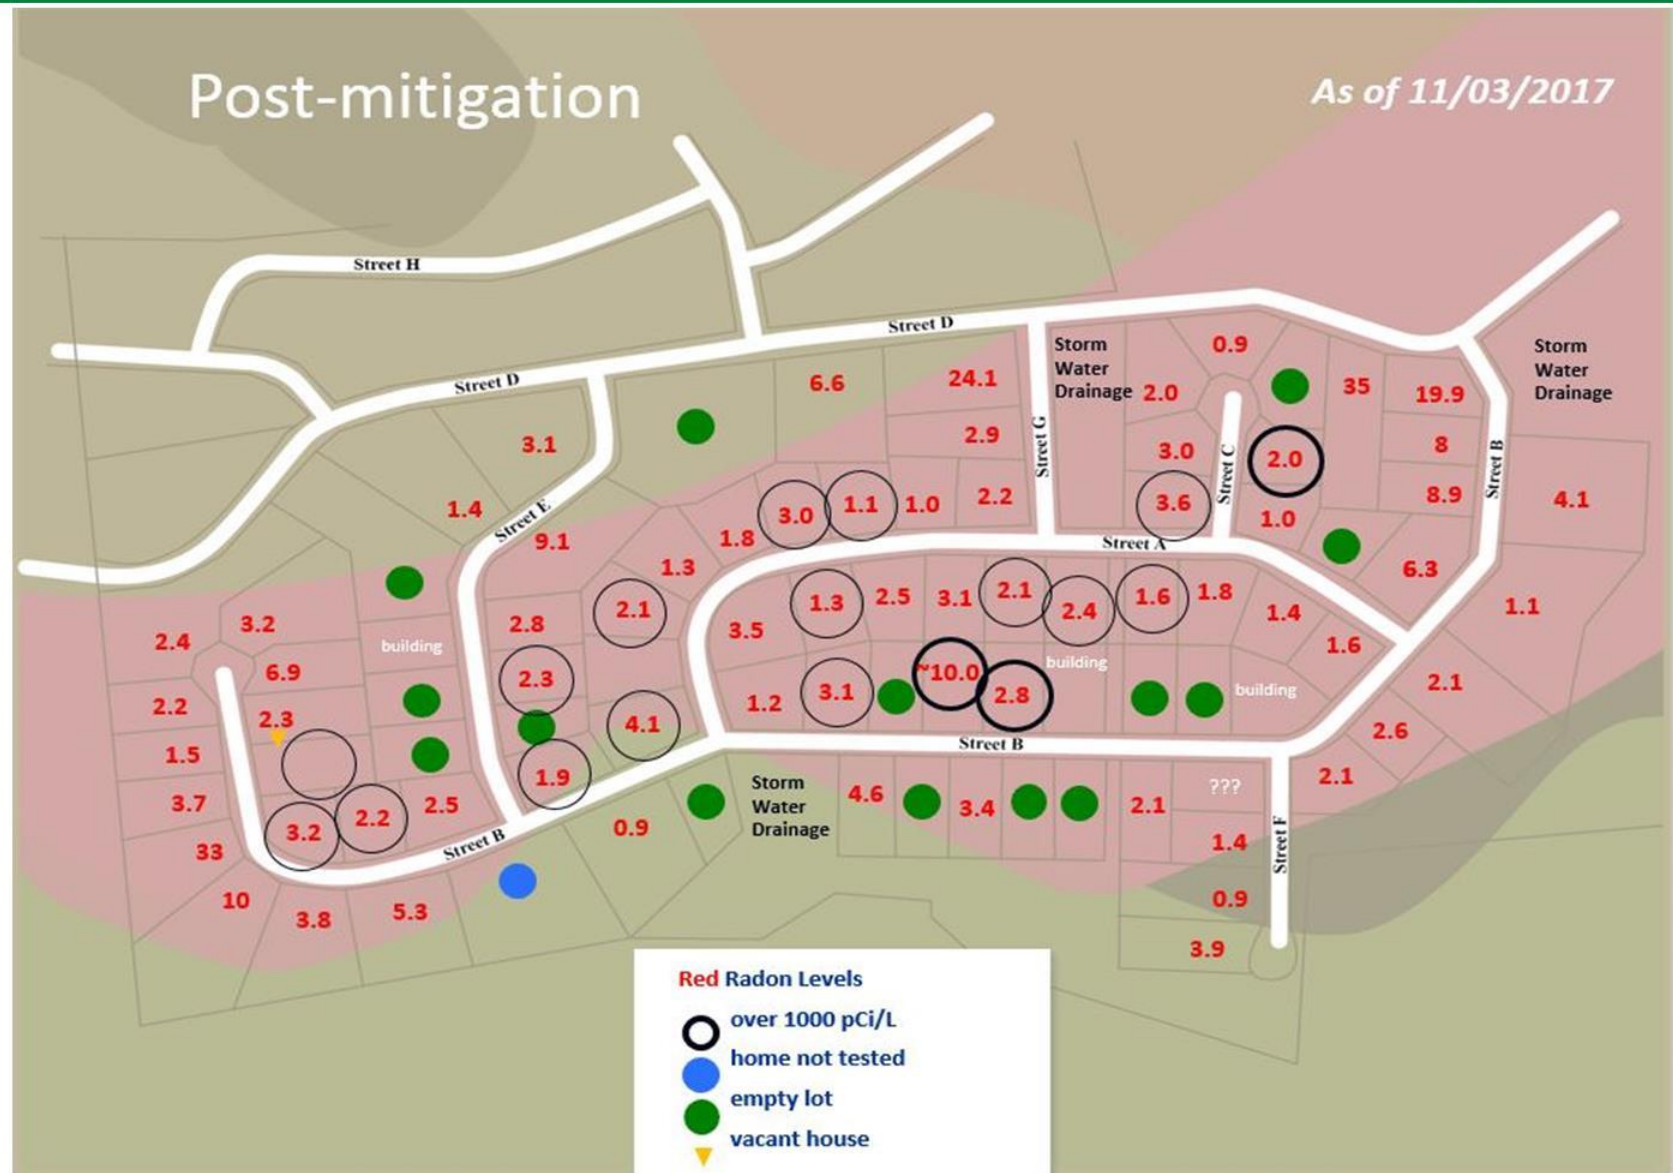 Post-mitigation
As of 11/03/2017
Street H
Street D
Street D
Storm
Water
Drainage
0.9
Storm
Water
Drainage
6.6
24.1
2.0
35
19.9
3.1
2.9
Street G
3.0
Street C
2.0
8
Street B
1.4
Street E
3.0
1.1
1.0
2.2
3.6
1.0
8.9
4.1
9.1
1.8
Street A
1.3
6.3
3.2
2.4
2.8
2.1
3.5
1.3
2.5
3.1
2.1
2.4
1.6
1.8
1.4
1.1
building
1.6
6.9
2.3
~10.0
building
2.1
2.2
2.3
1.2
3.1
2.8
building
1.5
4.1
Street B
2.6
3.7
3.2
2.2
2.5
1.9
Storm
Water
Drainage
4.6
3.4
2.1
???
2.1
33
Street B
0.9
1.4
Street F
10
3.8
5.3
0.9
3.9
Red Radon Levels
over 1000 pCi/L
home not tested
empty lot
vacant house